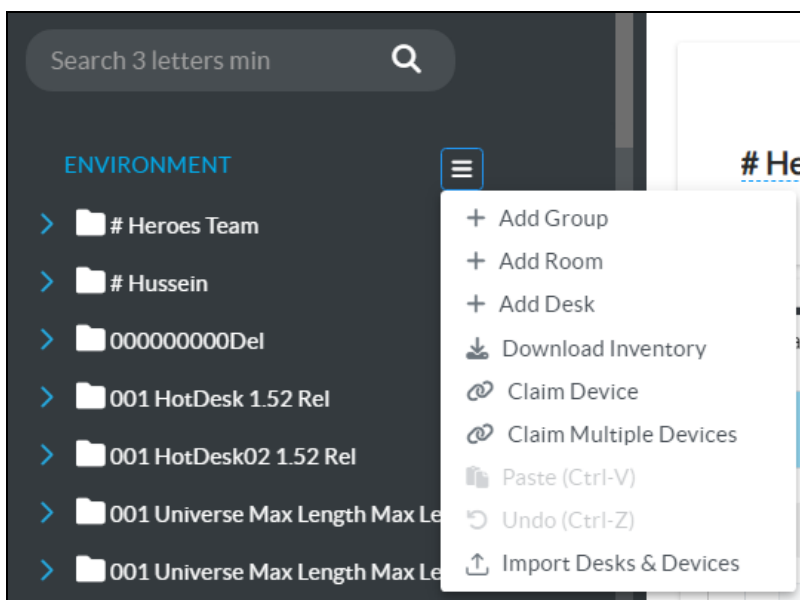 Search 3 letters min
ENVIRONMENT
# Heroes Team
# Hussein
000000000Del
001 HotDesk 1.52 Rel
001 HotDesk02 1.52 Rel
001 Universe Max Length Max Le
001 Universe Max Length Max Le
+ Add Group
+ Add Room
+ Add Desk
Download Inventory
Claim Device
Claim Multiple Devices
Paste (Ctrl-V)
Undo (Ctrl-Z)
Import Desks & Devices
# He